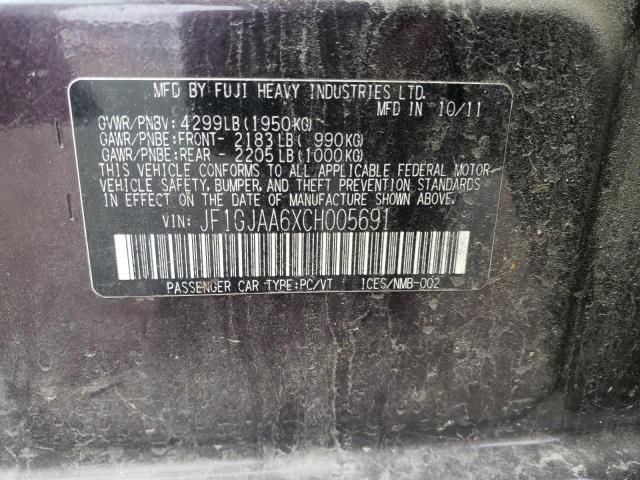 MFD BY FUJI HEAVY INDUSTRIES LTD.
MFD IN 10/11
GVWR/PNBV: 4299LB(1950KG)
GAWR/PNBE:FRONT- 2183LB( 990KG)
GAWR/PNBE:REAR - 2205LB(1000KG)
THIS VEHICLE CONFORMS TO ALL APPLICABLE FEDERAL MOTOR
VEHICLE SAFETY, BUMPER, AND THEFT PREVENTION STANDARDS
IN EFFECT ON THE DATE OF MANUFACTURE SHOWN ABOVE.
VIN: JF1GJAA6XCH005691
PASSENGER CAR TYPE:PC/VT ICES/NMB-002